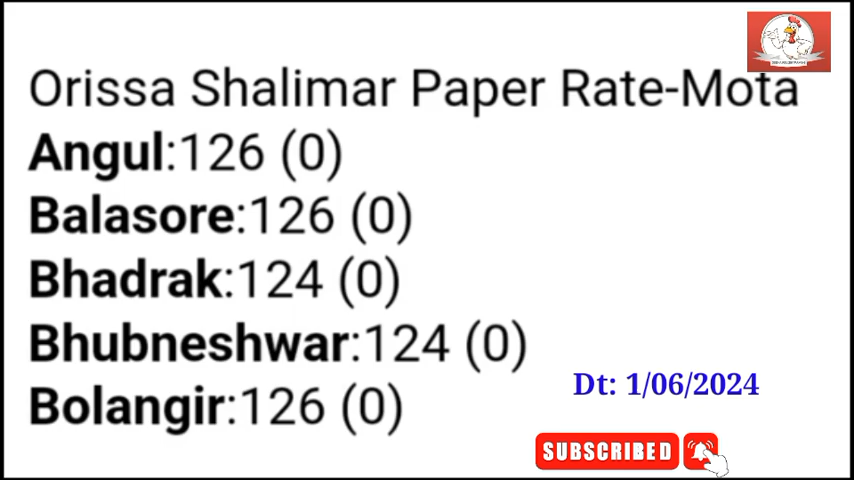 Orissa Shalimar Paper Rate-Mota
Angul:126 (0)
Balasore:126 (0)
Bhadrak:124 (0)
Bhubneshwar:124 (0)
Bolangir:126 (0)
Dt: 1/06/2024
SUBSCRIBED